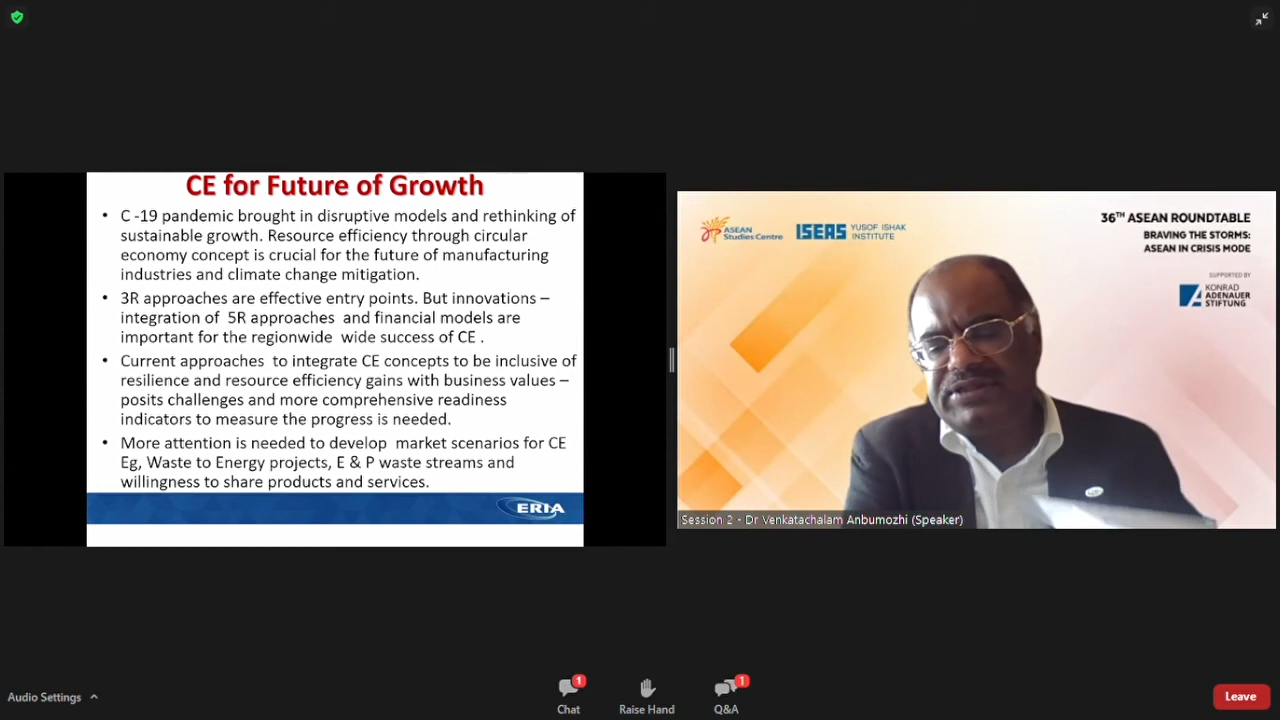 CE for Future of Growth
• C -19 pandemic brought in disruptive models and rethinking of
sustainable growth. Resource efficiency through circular
economy concept is crucial for the future of manufacturing
industries and climate change mitigation.
• 3R approaches are effective entry points. But innovations –
integration of 5R approaches and financial models are
important for the regionwide wide success of CE .
• Current approaches to integrate CE concepts to be inclusive of
resilience and resource efficiency gains with business values –
posits challenges and more comprehensive readiness
indicators to measure the progress is needed.
• More attention is needed to develop market scenarios for CE
Eg, Waste to Energy projects, E & P waste streams and
willingness to share products and services.
ERIA
ASEAN
Studies Centre
ISEAS YUSOF ISHAK
INSTITUTE
36TH ASEAN ROUNDTABLE
BRAVING THE STORMS:
ASEAN IN CRISIS MODE
SUPPORTED BY
KONRAD
ADENAUER
STIFTUNG
Session 2 - Dr Venkatachalam Anbumozhi (Speaker)
Audio Settings
1
Chat
Raise Hand
1
Q&A
Leave